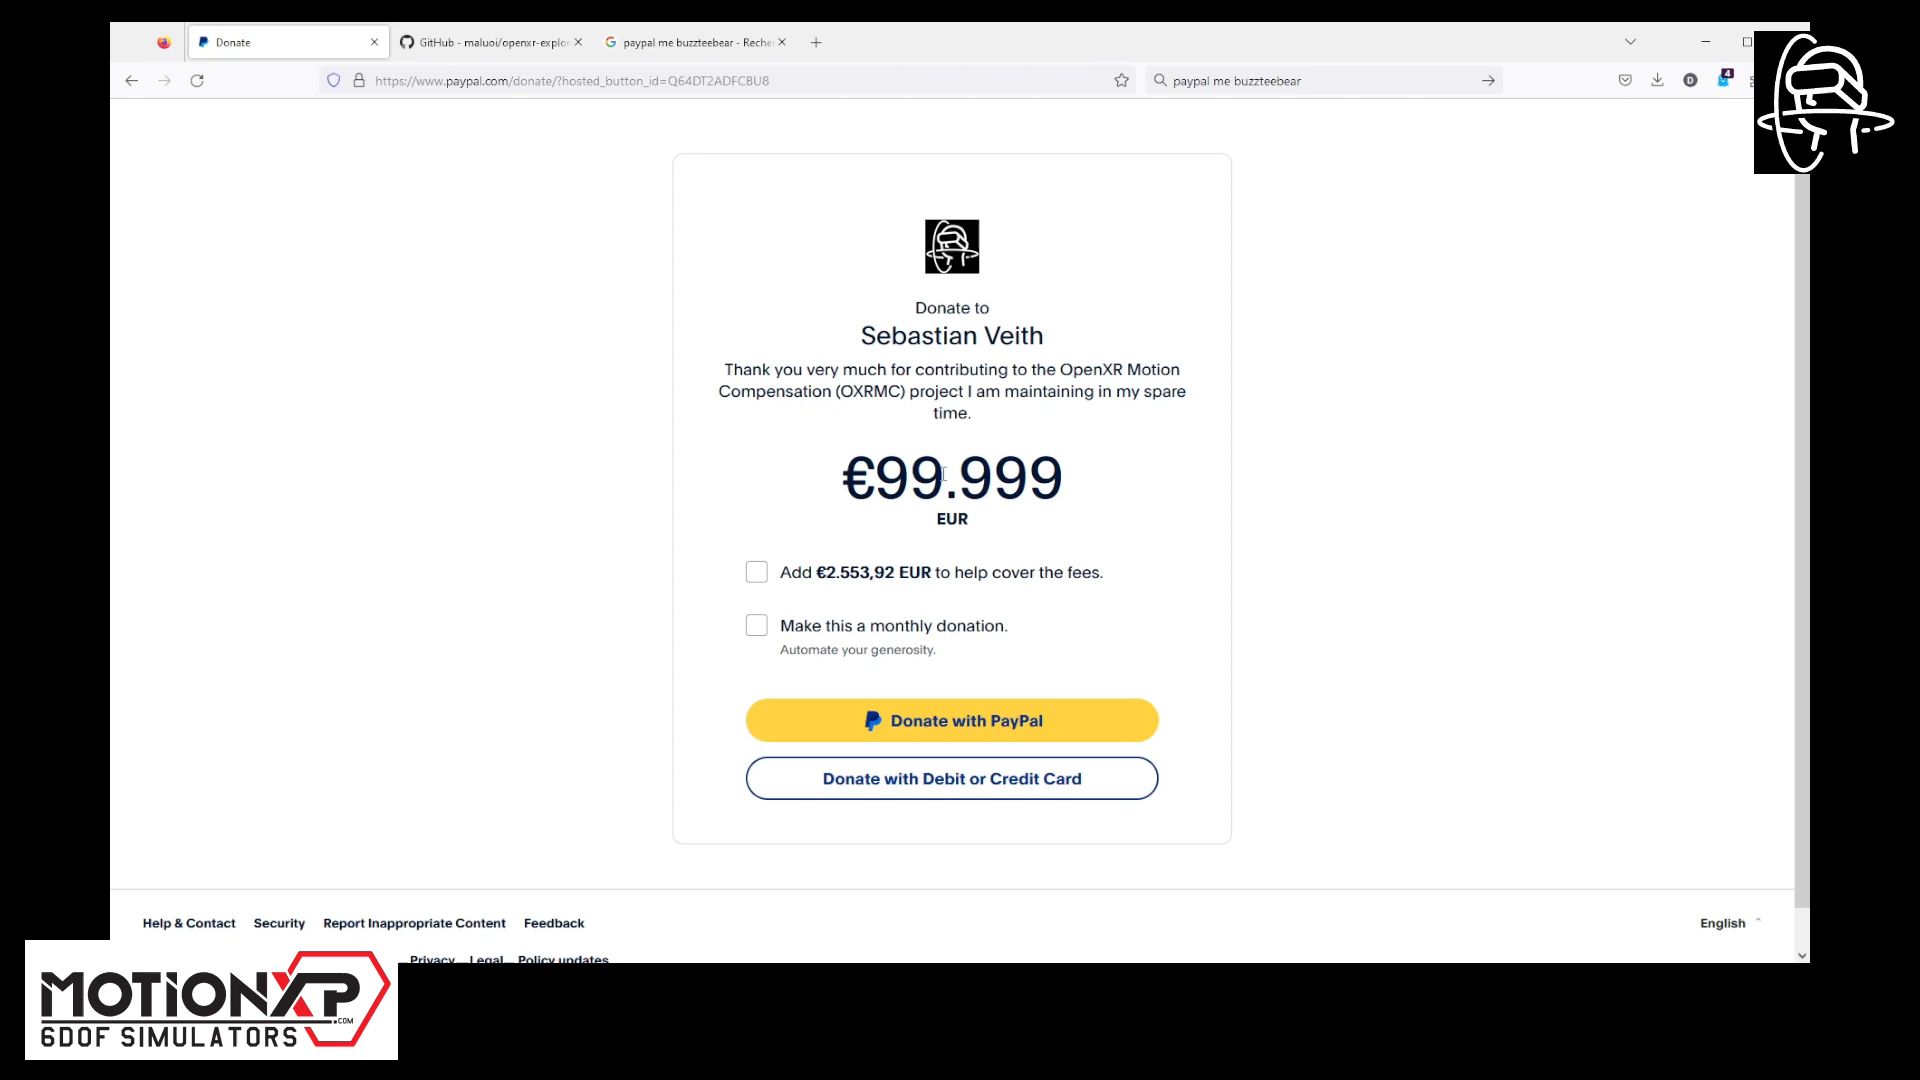 Donate
GitHub - maluoi/openxr-explor
paypal me buzzteebear - Reche
https://www.paypal.com/donate/?hosted_button_id=Q64DT2ADFCBU8
paypal me buzzteebear
D
4
Donate to
Sebastian Veith
Thank you very much for contributing to the OpenXR Motion
Compensation (OXRMC) project I am maintaining in my spare
time.
€99.999
EUR
Add €2.553,92 EUR to help cover the fees.
Make this a monthly donation.
Automate your generosity.
Donate with PayPal
Donate with Debit or Credit Card
Help & Contact Security Report Inappropriate Content Feedback
English
Privacy Legal Policy updates
MOTIONXP
.COM
6DOF SIMULATORS